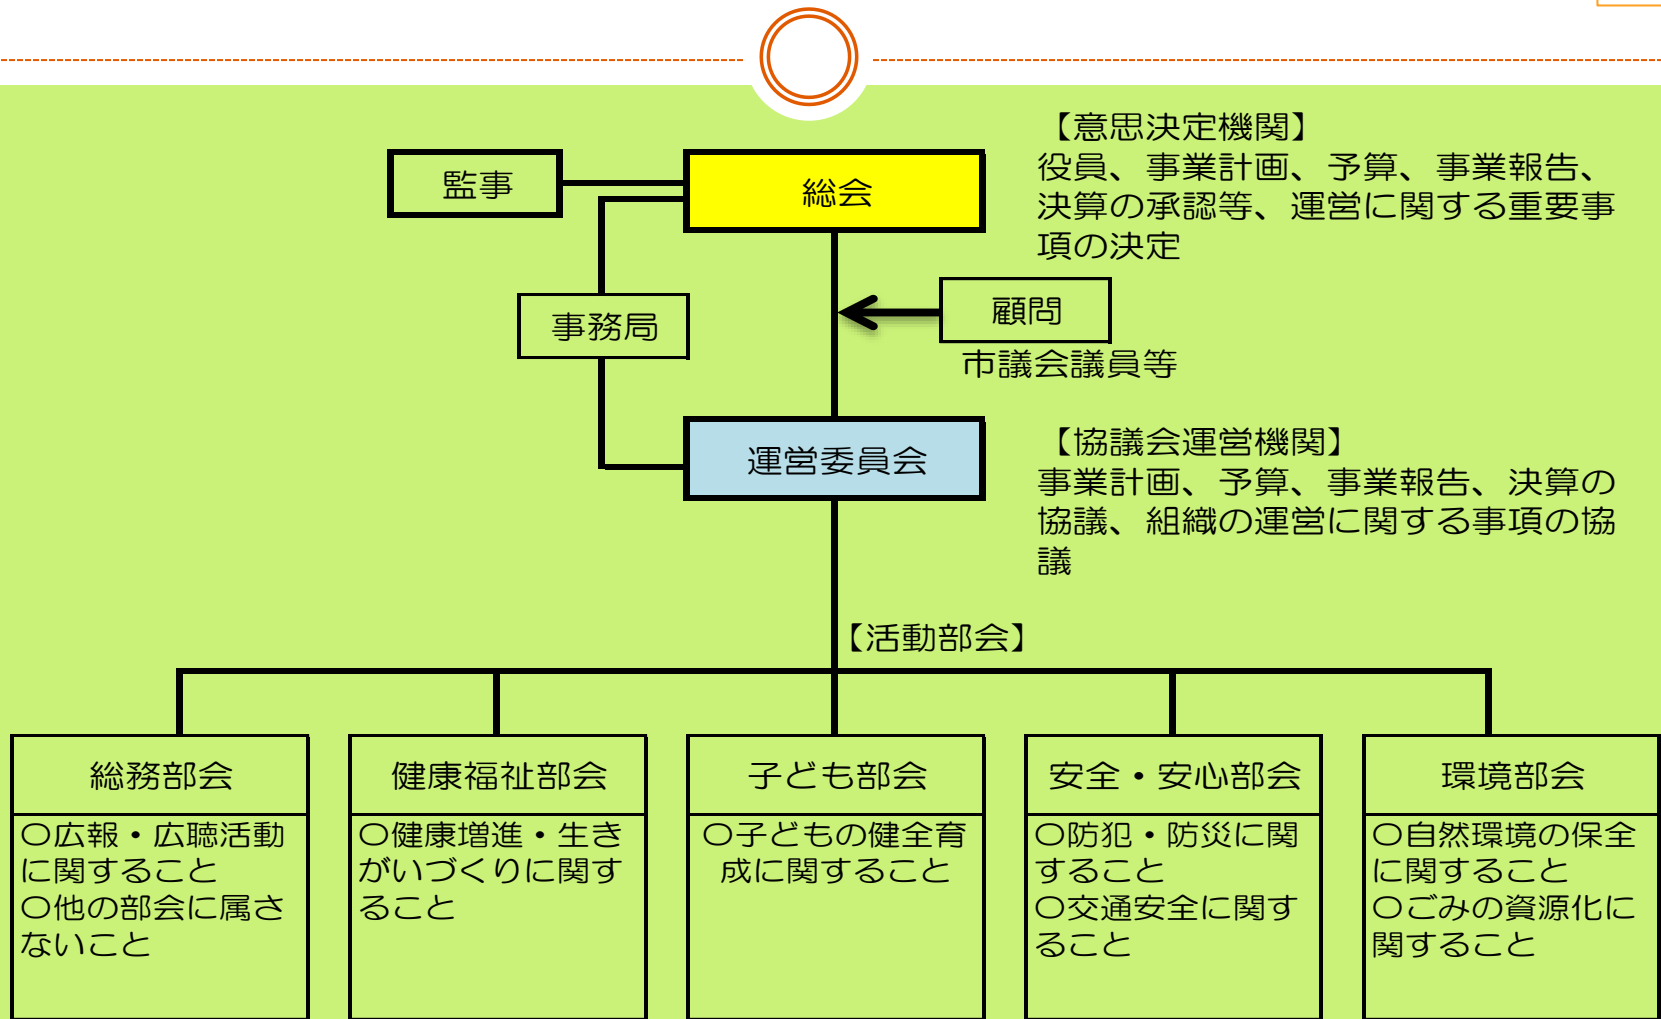 【意思決定機関】
役員、事業計画、予算、事業報告、
決算の承認等、運営に関する重要事
項の決定
監事
総会
事務局
顧問
市議会議員等
運営委員会
【協議会運営機関】
事業計画、予算、事業報告、決算の
協議、組織の運営に関する事項の協
議
【活動部会】
総務部会
〇広報・広聴活動
に関すること
〇他の部会に属さ
ないこと
健康福祉部会
〇健康増進・生き
がいづくりに関す
ること
子ども部会
〇子どもの健全育
成に関すること
安全・安心部会
〇防犯・防災に関
すること
〇交通安全に関す
ること
環境部会
〇自然環境の保全
に関すること
〇ごみの資源化に
関すること